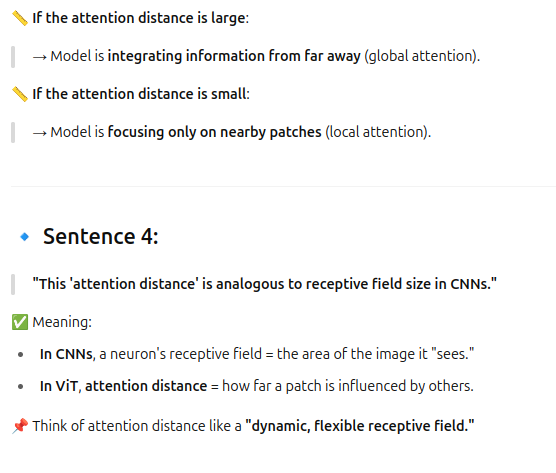 📏 If the attention distance is large:
→ Model is integrating information from far away (global attention).
📏 If the attention distance is small:
→ Model is focusing only on nearby patches (local attention).
🔹 Sentence 4:
"This 'attention distance' is analogous to receptive field size in CNNs."
✅ Meaning:
• In CNNs, a neuron's receptive field = the area of the image it "sees."
• In ViT, attention distance = how far a patch is influenced by others.
📌 Think of attention distance like a "dynamic, flexible receptive field."